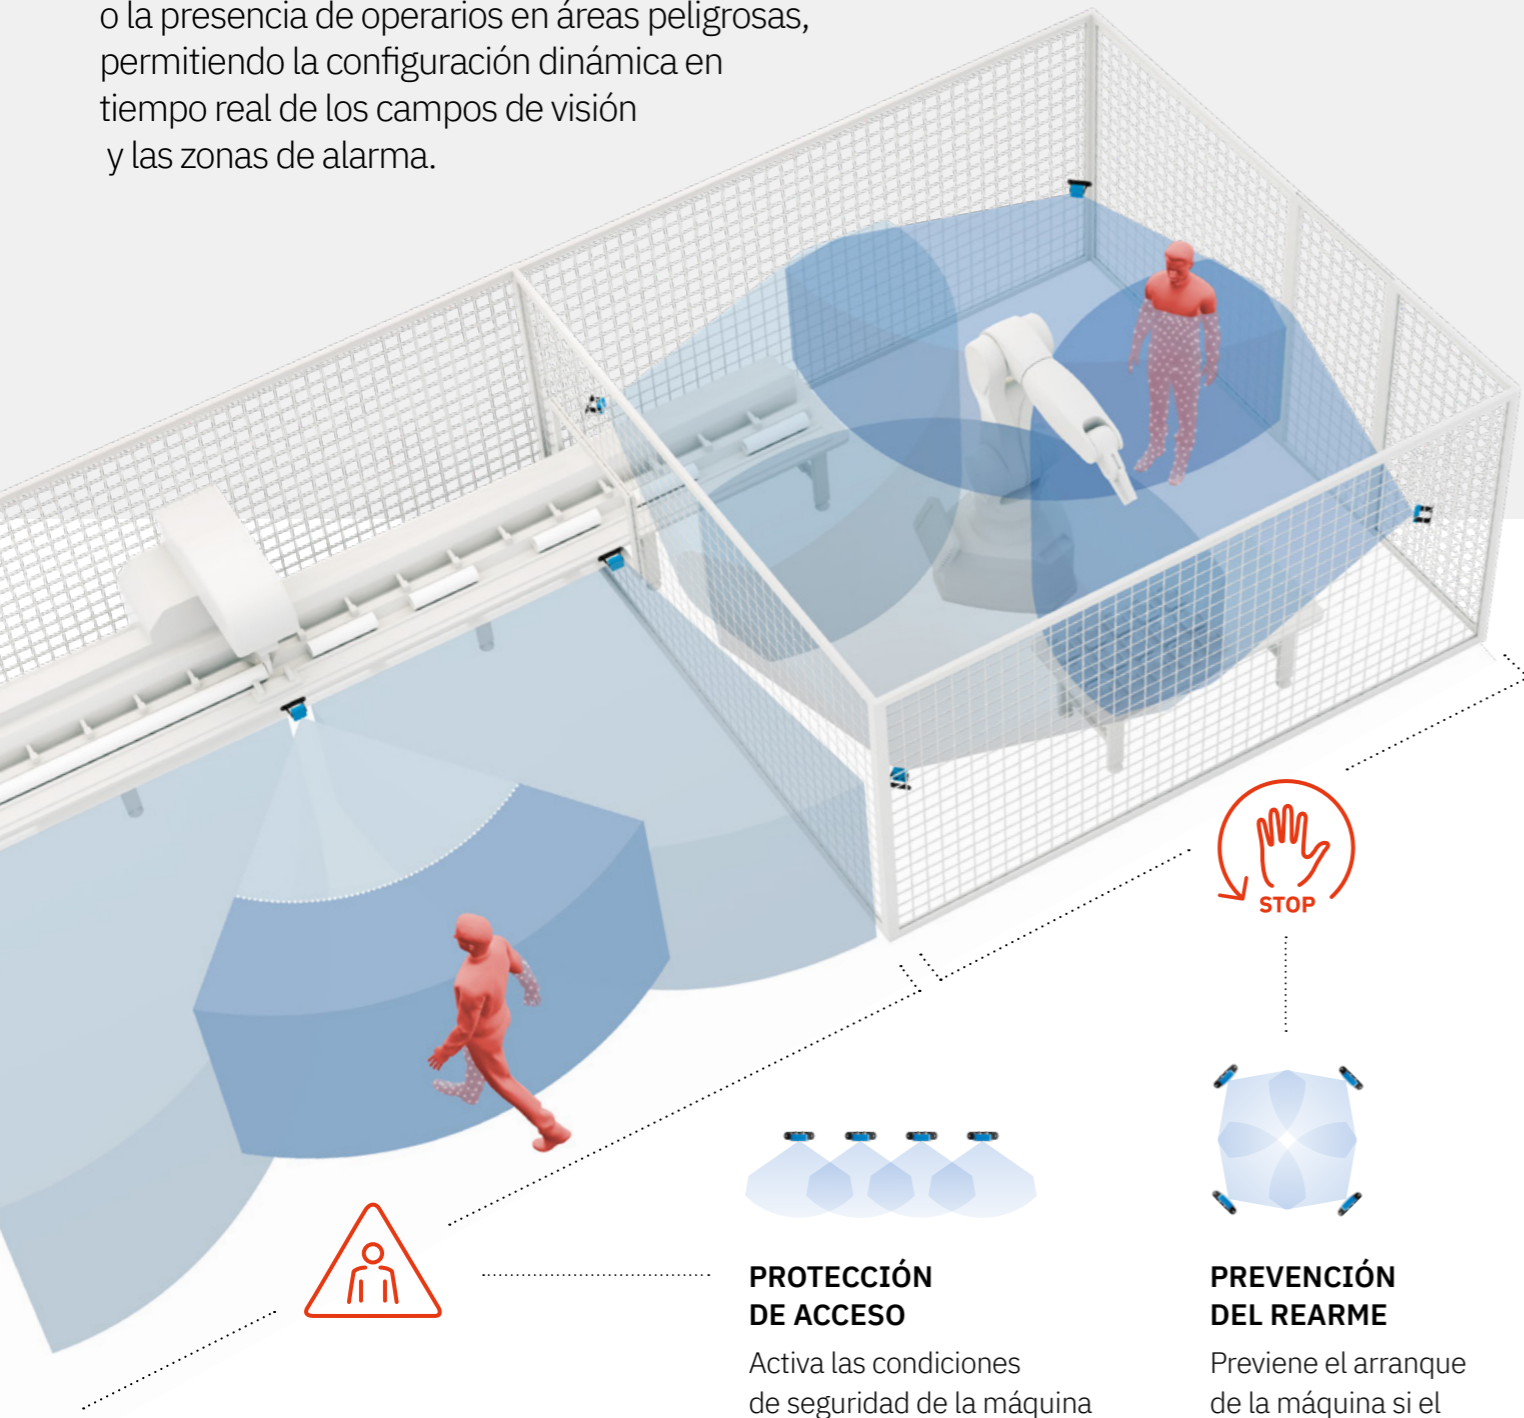 o la presencia de operarios en áreas peligrosas,
permitiendo la configuración dinámica en
tiempo real de los campos de visión
y las zonas de alarma.
STOP
PROTECCIÓN
DE ACCESO
Activa las condiciones
de seguridad de la máquina
PREVENCIÓN
DEL REARME
Previene el arranque
de la máquina si el